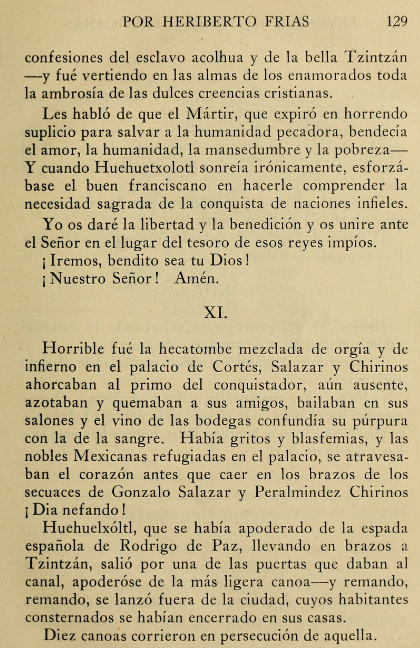 POR HERIBERTO FRIAS 129
confesiones del esclavo acolhua y de la bella Tzintzán
—y fué vertiendo en las almas de los enamorados toda
la ambrosía de las dulces creencias cristianas.
Les habló de que el Mártir, que expiró en horrendo
suplicio para salvar a la humanidad pecadora, bendecía
el amor, la humanidad, la mansedumbre y la pobreza—
Y cuando Huehuetxolotl sonreía irónicamente, esforzá-
base el buen franciscano en hacerle comprender la
necesidad sagrada de la conquista de naciones infieles.
Yo os daré la libertad y la benedición y os unire ante
el Señor en el lugar del tesoro de esos reyes impíos.
¡ Iremos, bendito sea tu Dios !
¡ Nuestro Señor ! Amén.
XI.
Horrible fué la hecatombe mezclada de orgía y de
infierno en el palacio de Cortés, Salazar y Chirinos
ahorcaban al primo del conquistador, aún ausente,
azotaban y quemaban a sus amigos, bailaban en sus
salones y el vino de las bodegas confundía su púrpura
con la de la sangre. Había gritos y blasfemias, y las
nobles Mexicanas refugiadas en el palacio, se atravesa-
ban el corazón antes que caer en los brazos de los
secuaces de Gonzalo Salazar y Peralmindez Chirinos
¡ Dia nefando !
Huehuelxóltl, que se había apoderado de la espada
española de Rodrigo de Paz, llevando en brazos a
Tzintzán, salió por una de las puertas que daban al
canal, apoderóse de la más ligera canoa—y remando,
remando, se lanzó fuera de la ciudad, cuyos habitantes
consternados se habían encerrado en sus casas.
Diez canoas corrieron en persecución de aquella.